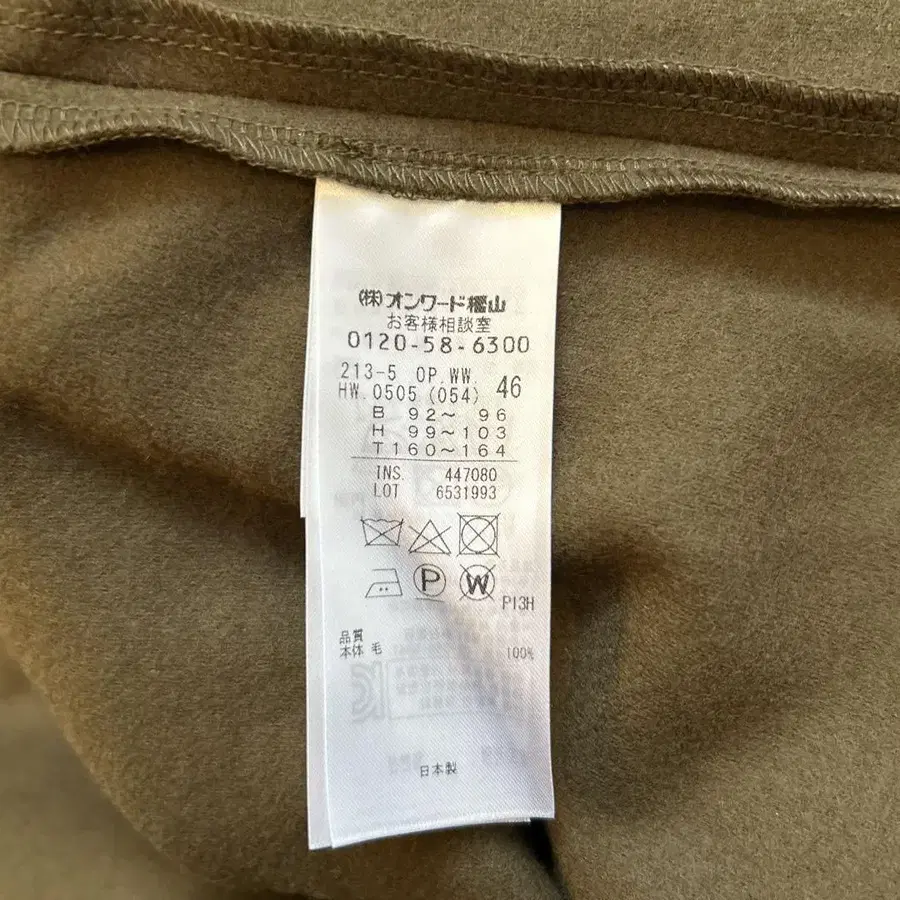 (株)オンワード樫山
お客様相談室
0120-58-6300
213-5 OP.WW.
HW.0505 (054) 46
B 92〜 96
H 99〜103
T160〜164
INS. 447080
LOT 6531993
P
W
P13H
品質
本体 毛 100%
日本製